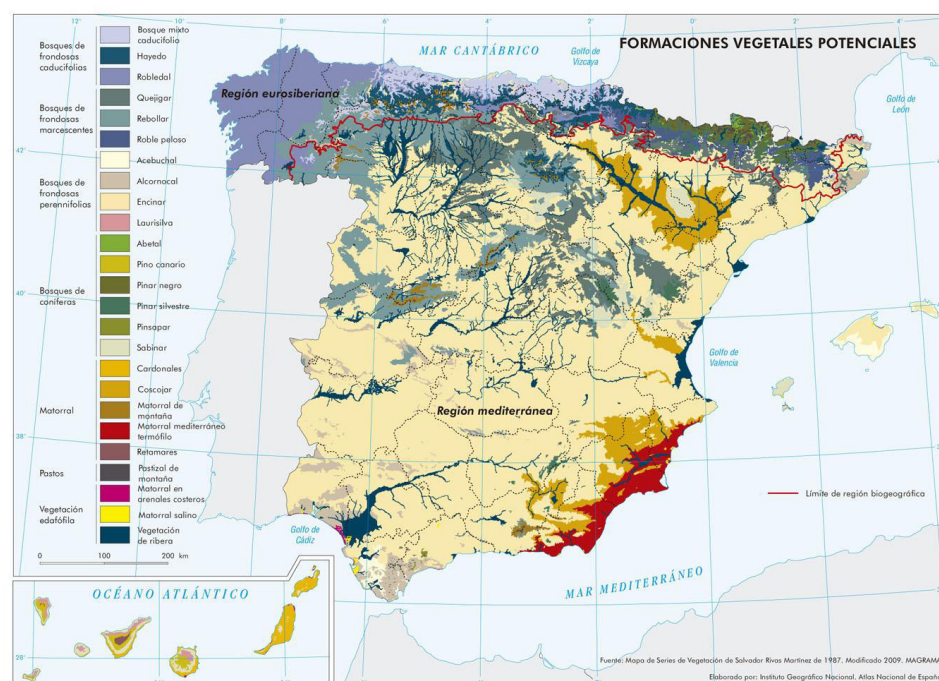 12°
10°
8°
6°
4°
2°
0°
2°
4°
FORMACIONES VEGETALES POTENCIALES
MAR CANTÁBRICO
Golfo de
Vizcaya
Golfo de
León
Bosques de
frondosas
caducifolias
Bosque mixto
caducifolio
Hayedo
Robledal
Bosques de
frondosas
marcescentes
Quejigar
Rebollar
Roble peloso
Bosques de
frondosas
perennifolias
Acebuchal
Alcornocal
Encinar
Laurisilva
Bosques de
coníferas
Abetal
Pino canario
Pinar negro
Pinar silvestre
Pinsapar
Sabinar
Matorral
Cardonales
Coscojar
Matorral de
montaña
Matorral mediterráneo
termófilo
Retamares
Pastos
Pastizal de
montaña
Vegetación
edafófila
Matorral en
arenales costeros
Matorral salino
Vegetación
de ribera
0 100 200 km
42°
40°
38°
Región eurosiberiana
Región mediterránea
Golfo de
Valencia
Golfo de
Cádiz
Límite de región biogeográfica
MAR MEDITERRÁNEO
OCÉANO ATLÁNTICO
28°
Fuente: Mapa de Series de Vegetación de Salvador Rivas Martínez de 1987. Modificado 2009. MAGRAMA
Elaborado por: Instituto Geográfico Nacional. Atlas Nacional de España